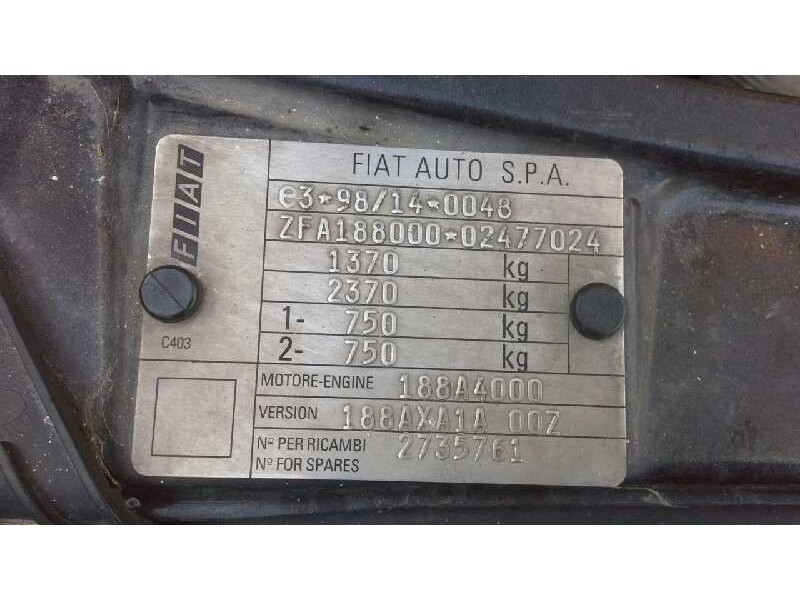 FIAT
FIAT AUTO S.P.A.
e3*98/14*0048
ZFA188000*02477024
1370 kg
2370 kg
1- 750 kg
2- 750 kg
C403
MOTORE-ENGINE 188A4000
VERSION 188AXA1A 00Z
Nº PER RICAMBI 2735761
Nº FOR SPARES